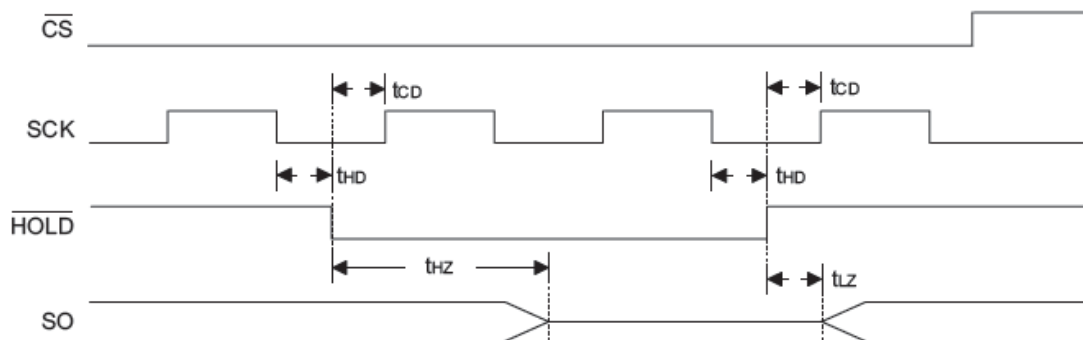 CS
tCD tCD
SCK
tHD tHD
HOLD
tHZ
tLZ
SO